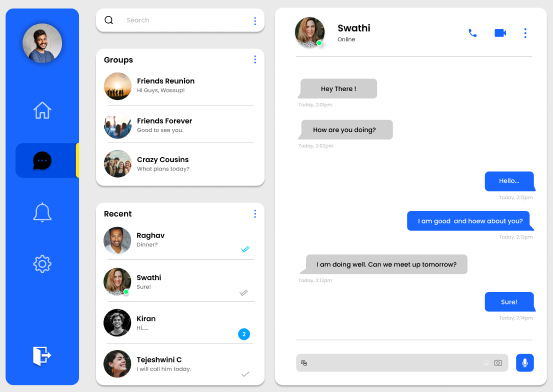 Search
Groups
Friends Reunion
Hi Guys, Wassup!
Friends Forever
Good to see you.
Crazy Cousins
What plans today?
Recent
Raghav
Dinner?
Swathi
Sure!
Kiran
Hi.....
2
Tejeshwini C
I will call him today.
Swathi
Online
Hey There !
Today, 2:01pm
How are you doing?
Today, 2:02pm
Hello...
Today, 2:12pm
I am good and hoew about you?
Today, 2:12pm
I am doing well. Can we meet up tomorrow?
Today, 2:13pm
Sure!
Today, 2:14pm